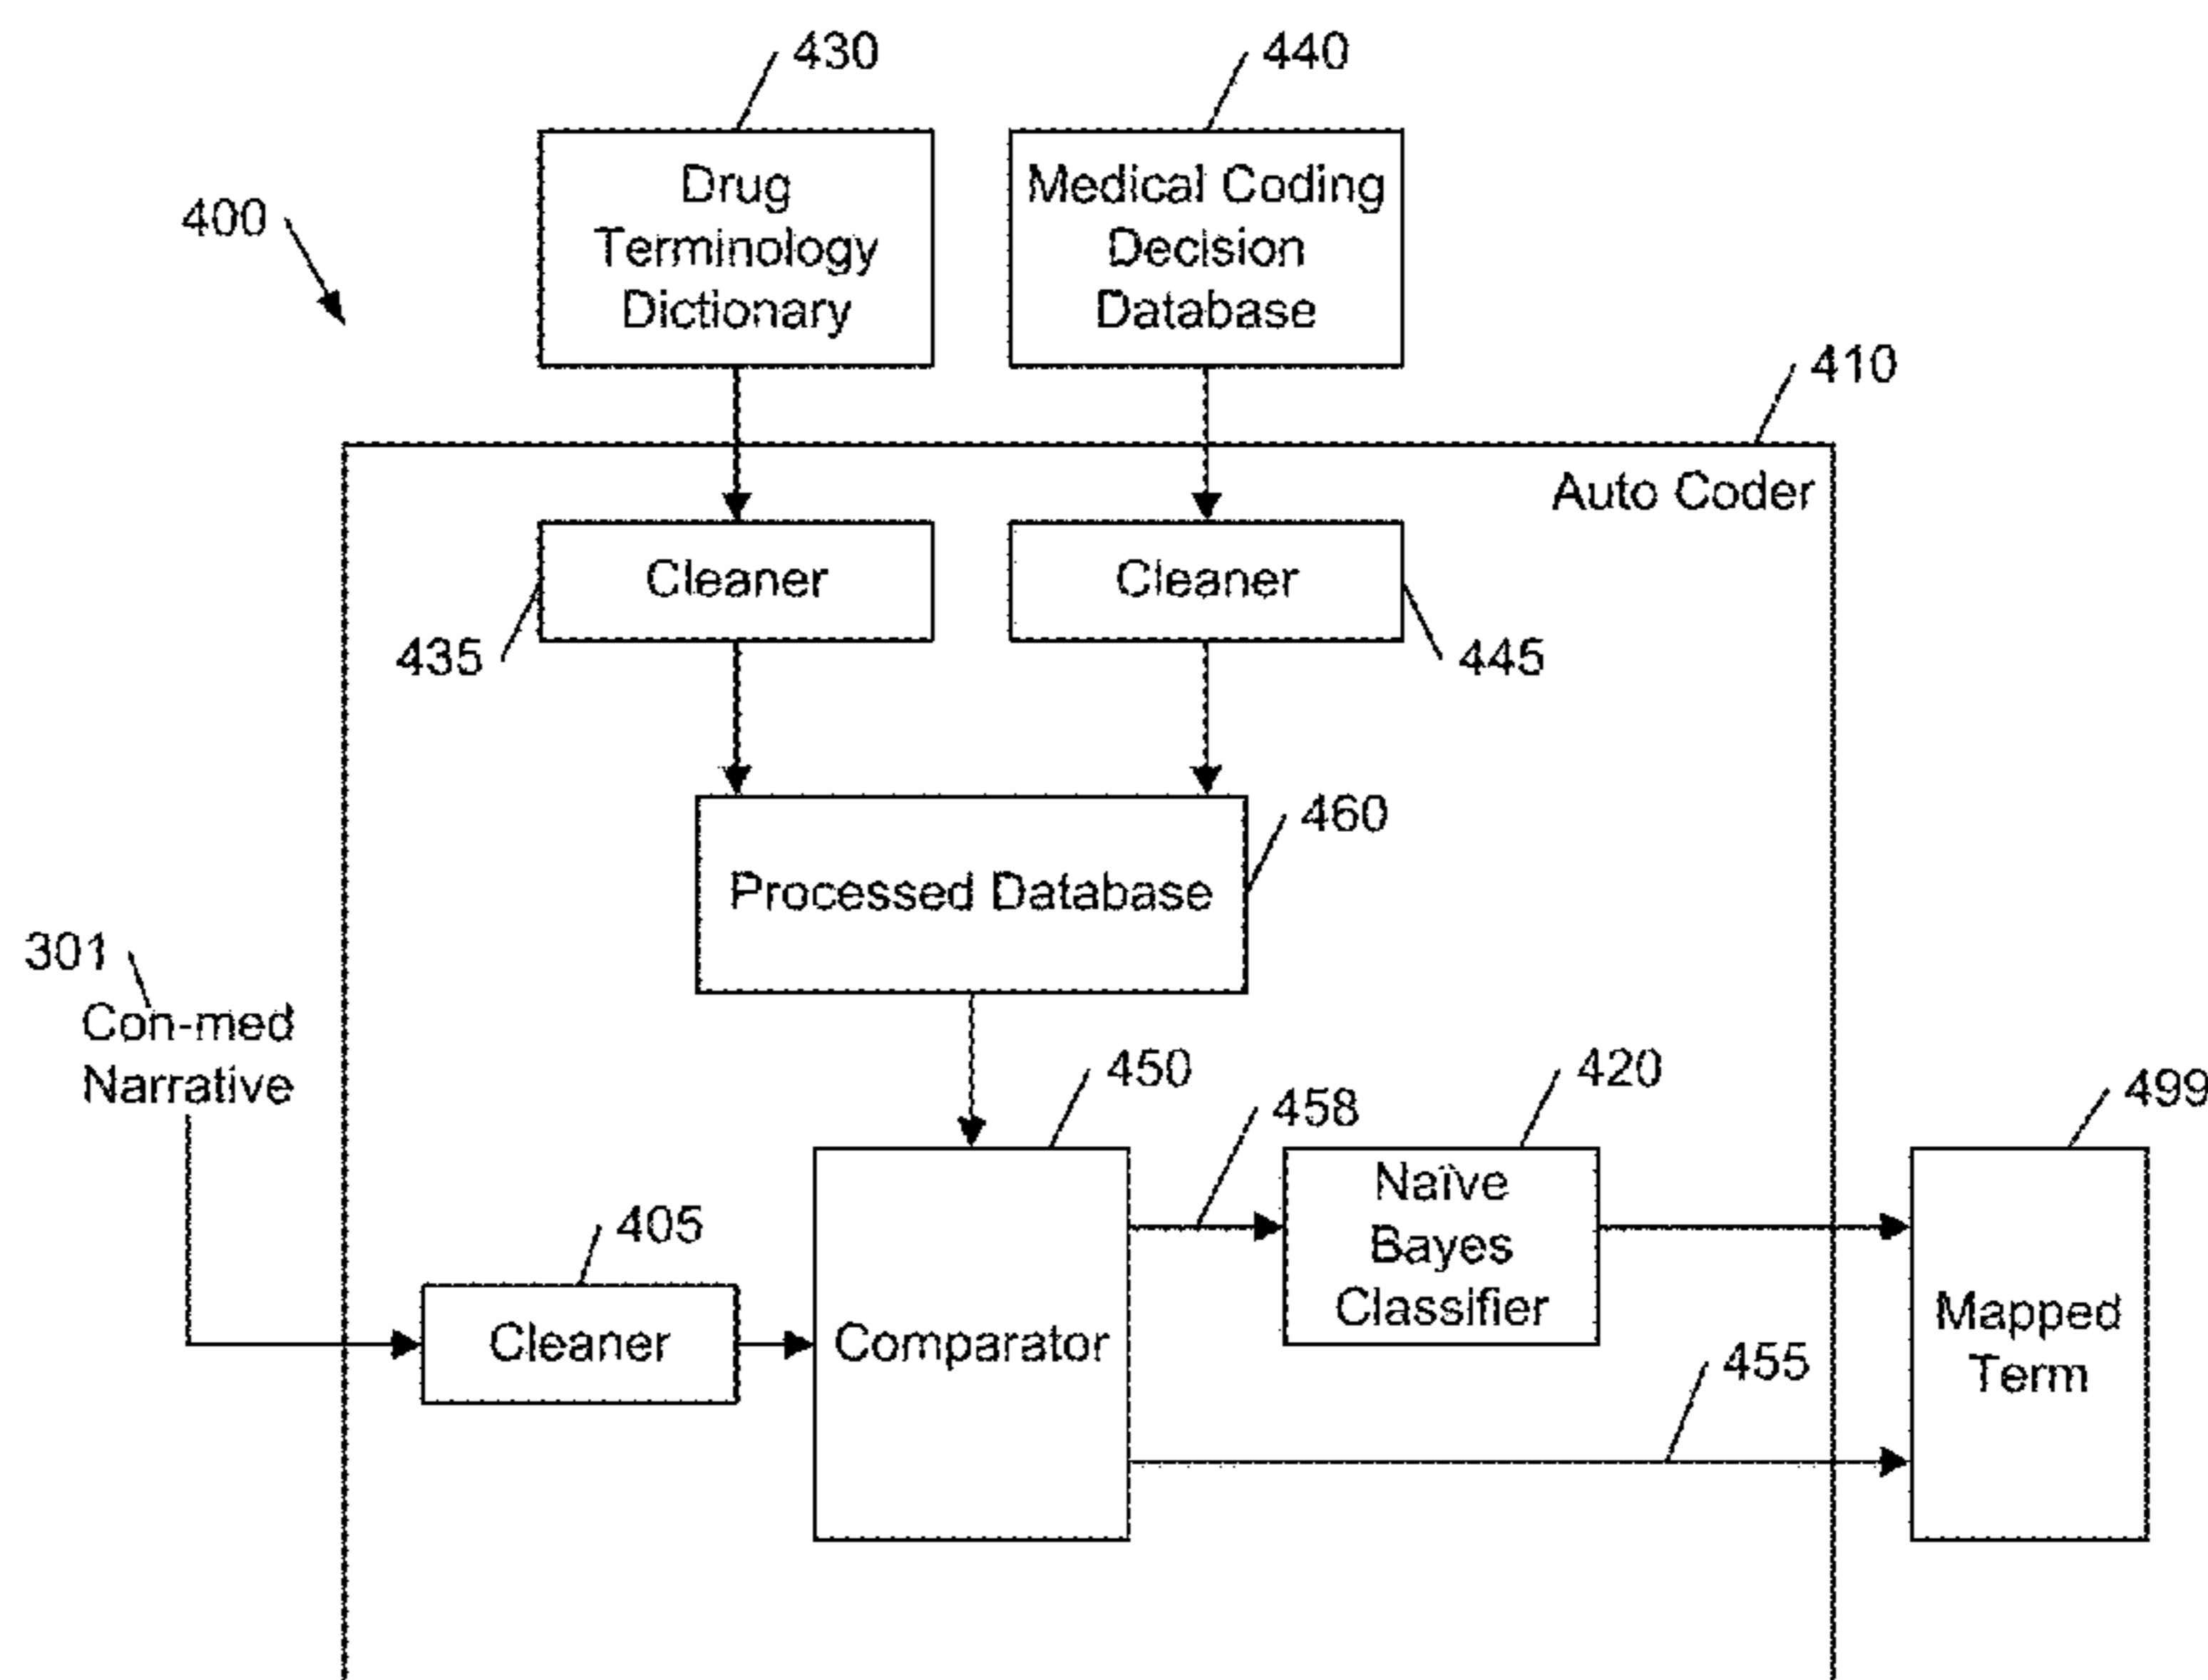 430
440
Drug
Terminology
Dictionary
Medical Coding
Decision
Database
400
410
Auto Coder
Cleaner
Cleaner
435
445
460
Processed Database
301
Con-med
Narrative
450
458
420
499
Naïve
Bayes
Classifier
405
Cleaner
Comparator
Mapped
Term
455